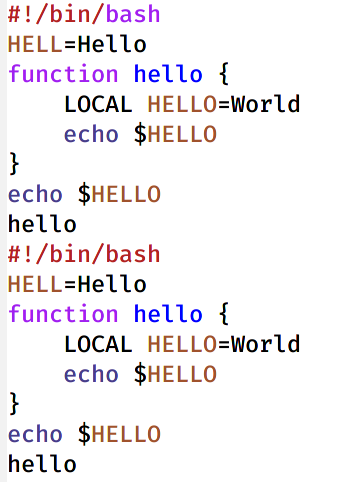 #!/bin/bash
HELL=Hello
function hello {
    LOCAL HELLO=World
    echo $HELLO
}
echo $HELLO
hello
#!/bin/bash
HELL=Hello
function hello {
    LOCAL HELLO=World
    echo $HELLO
}
echo $HELLO
hello